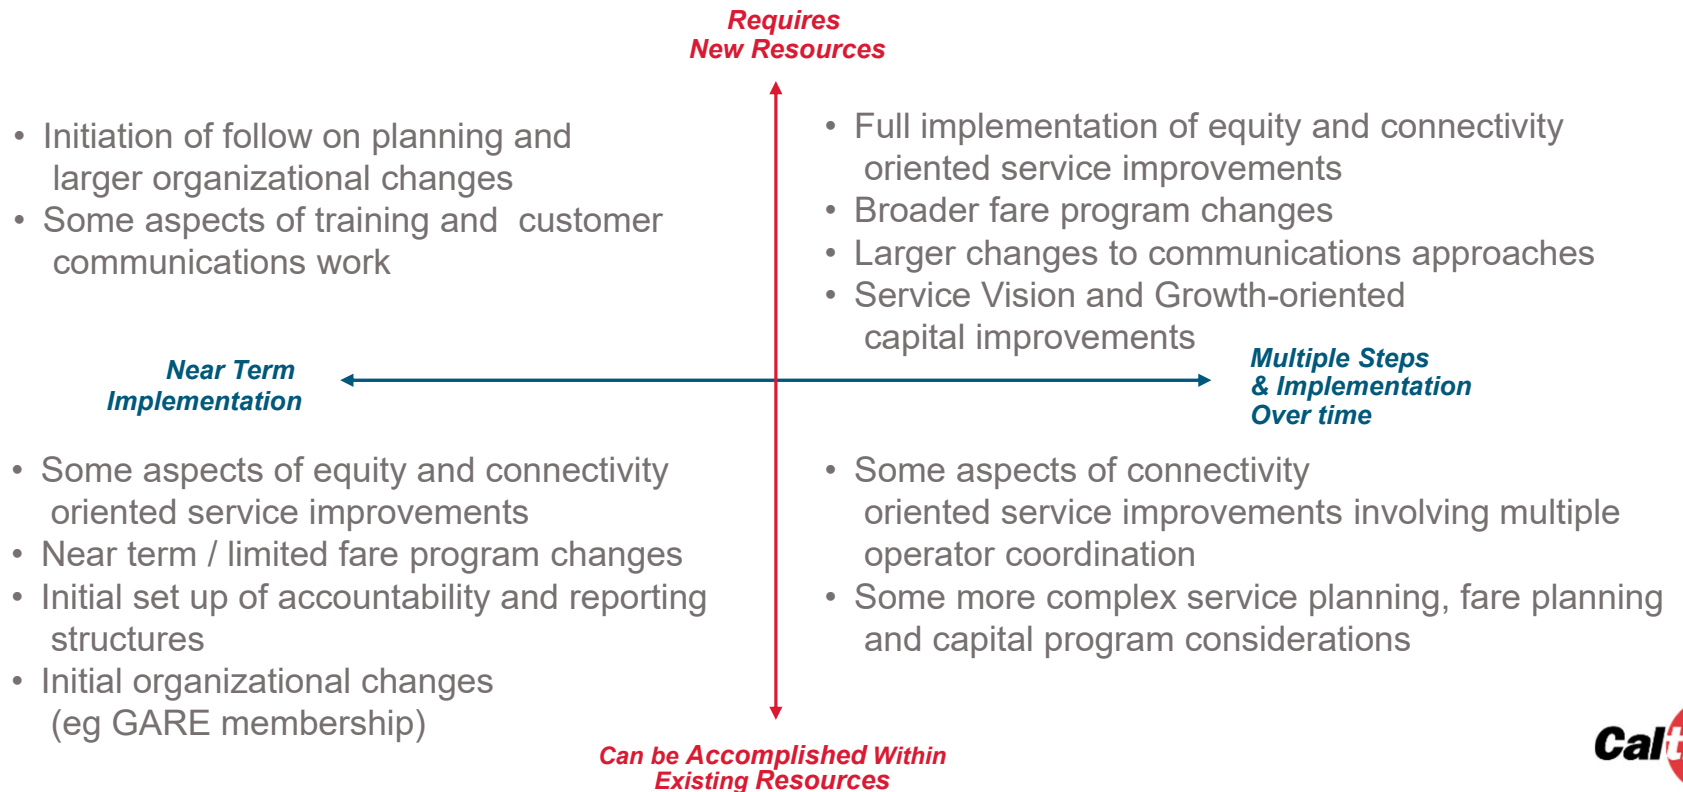 Requires
New Resources
• Initiation of follow on planning and
larger organizational changes
• Some aspects of training and customer
communications work
• Full implementation of equity and connectivity
oriented service improvements
• Broader fare program changes
• Larger changes to communications approaches
• Service Vision and Growth-oriented
capital improvements
Near Term
Implementation
Multiple Steps
& Implementation
Over time
• Some aspects of equity and connectivity
oriented service improvements
• Near term / limited fare program changes
• Initial set up of accountability and reporting
structures
• Initial organizational changes
(eg GARE membership)
• Some aspects of connectivity
oriented service improvements involving multiple
operator coordination
• Some more complex service planning, fare planning
and capital program considerations
Can be Accomplished Within
Existing Resources